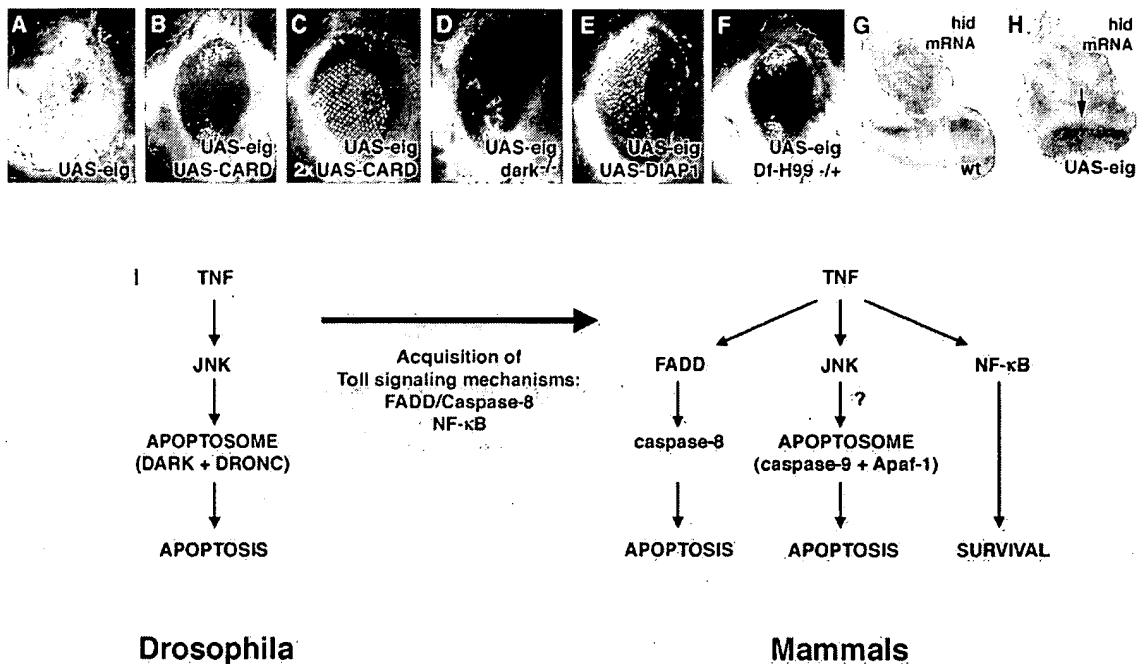 A
UAS-eig
B
UAS-eig
UAS-CARD
C
UAS-eig
2xUAS-CARD
D
UAS-eig
dark-/-
E
UAS-eig
UAS-DIAP1
F
UAS-eig
Df-H99 -/+
G
hid
mRNA
wt
H
hid
mRNA
UAS-eig
I
TNF
JNK
APOPTOSOME
(DARK + DRONC)
APOPTOSIS
Acquisition of
Toll signaling mechanisms:
FADD/Caspase-8
NF-κB
TNF
FADD
JNK
NF-κB
?
caspase-8
APOPTOSOME
(caspase-9 + Apaf-1)
APOPTOSIS
APOPTOSIS
SURVIVAL
Drosophila
Mammals